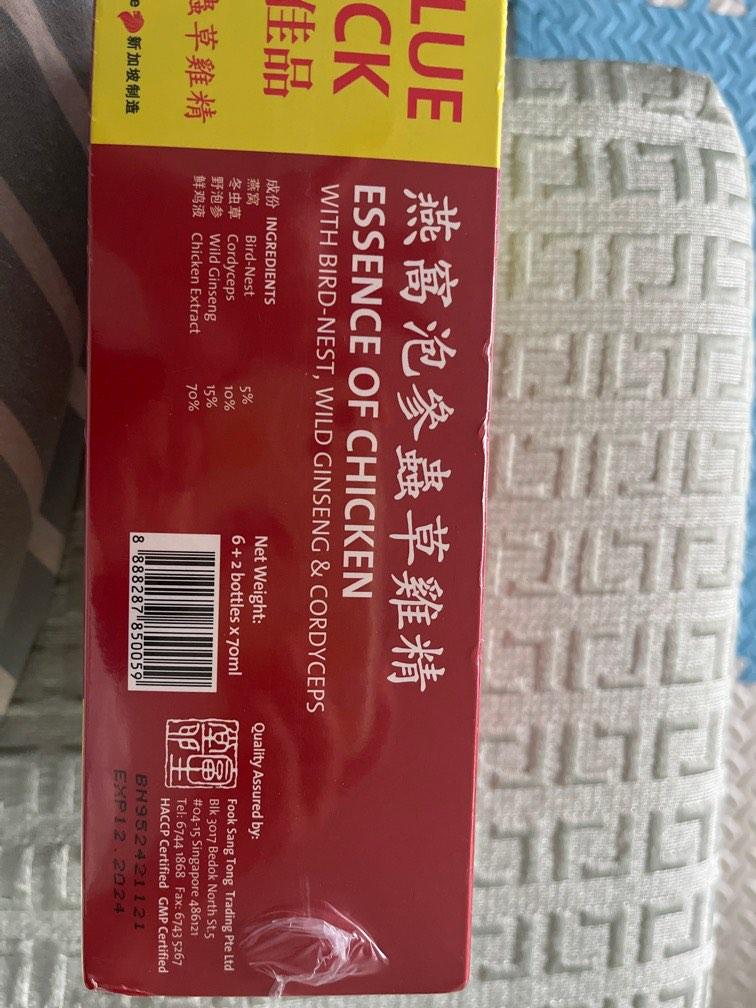 LUE
CK
佳品
蟲草雞精
e 新加坡制造
燕窩泡參蟲草雞精
ESSENCE OF CHICKEN
WITH BIRD-NEST, WILD GINSENG & CORDYCEPS
成份 INGREDIENTS
燕窝 Bird-Nest 5%
冬虫草 Cordyceps 10%
野泡参 Wild Ginseng 15%
鲜鸡液 Chicken Extract 70%
Net Weight:
6+2 bottles x 70ml
8 888287 850059
Quality Assured by:
Fook Sang Tong Trading Pte Ltd
Blk 3017 Bedok North St.5
#04-15 Singapore 486121
Tel: 6744 1868 Fax: 6743 5267
HACCP Certified GMP Certified
BN952421121
EXP12.2024